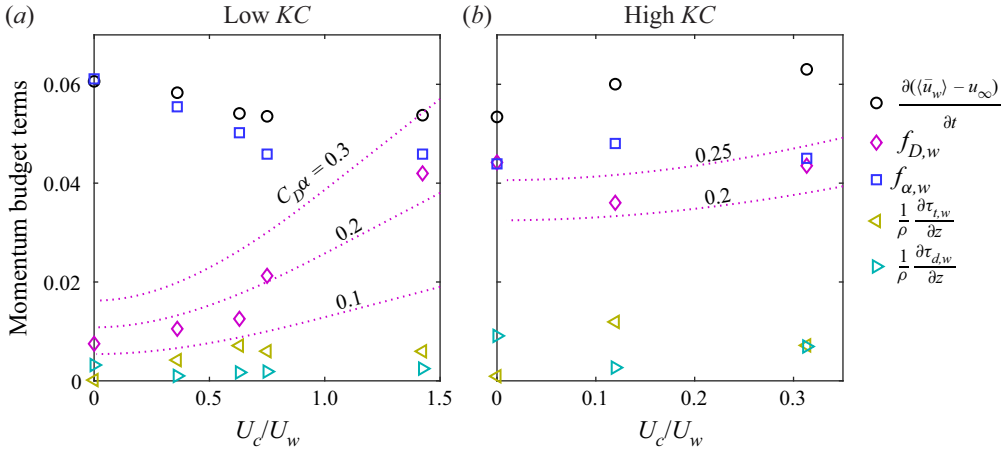 (a) Low KC
(b) High KC
Momentum budget terms
0.06
0.04
0.02
0
0 0.5 1.0 1.5
U_c/U_w
C_Dα = 0.3
0.2
0.1
0 0.1 0.2 0.3
U_c/U_w
0.25
0.2
∂(⟨ū_w⟩ − u_∞)
∂t
f_{D,w}
f_{α,w}
1 ∂τ_{t,w}
ρ ∂z
1 ∂τ_{d,w}
ρ ∂z